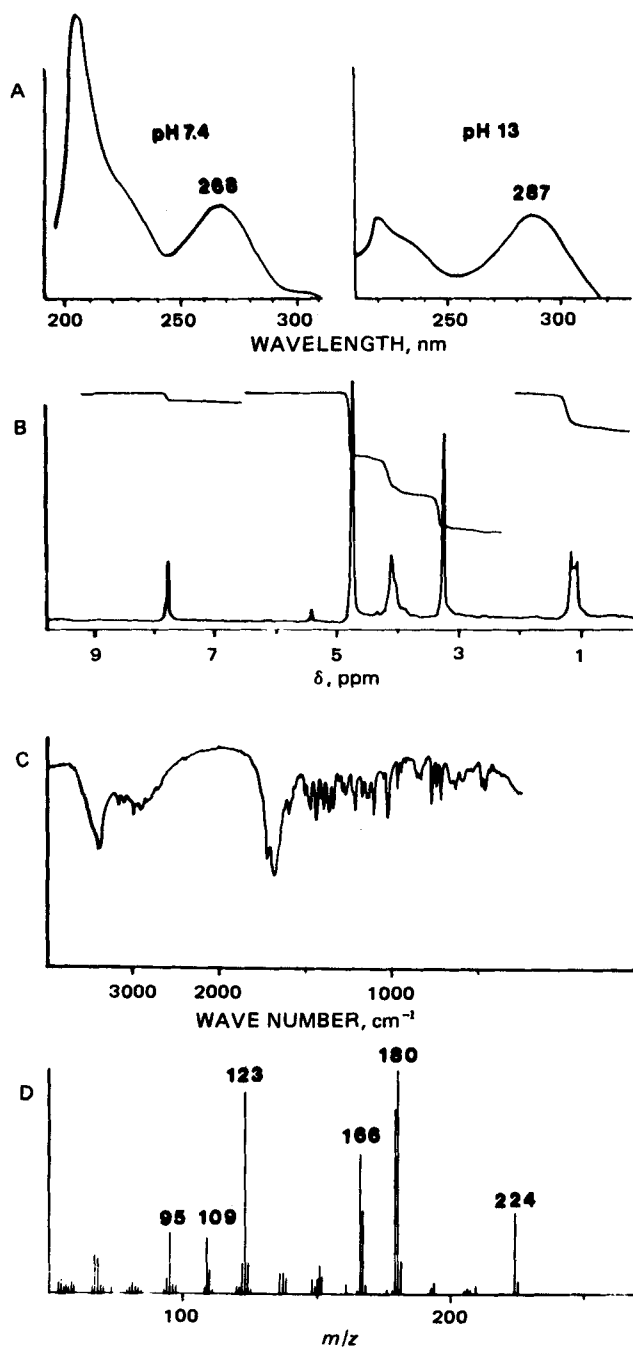 A
pH 7.4
pH 13
268
287
200 250 300 250 300
WAVELENGTH, nm
B
9 7 5 3 1
δ, ppm
C
3000 2000 1000
WAVE NUMBER, cm⁻¹
D
180
123
166
224
95 109
100 200
m/z